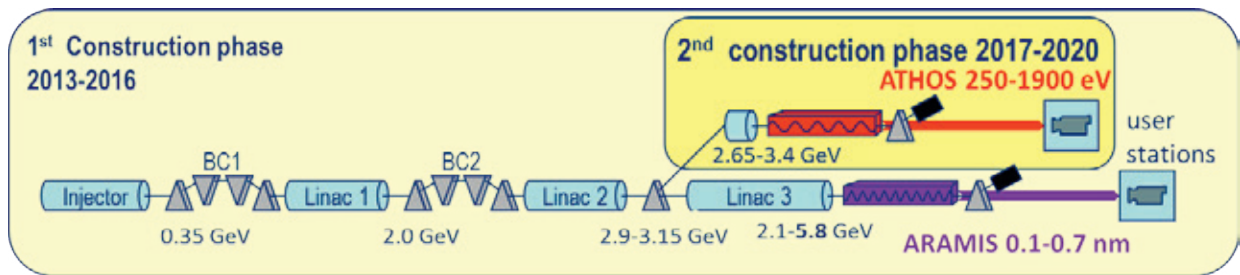 1st Construction phase
2013-2016
2nd construction phase 2017-2020
ATHOS 250-1900 eV
2.65-3.4 GeV
user
stations
BC1
BC2
Injector
Linac 1
Linac 2
Linac 3
0.35 GeV
2.0 GeV
2.9-3.15 GeV
2.1-5.8 GeV
ARAMIS 0.1-0.7 nm